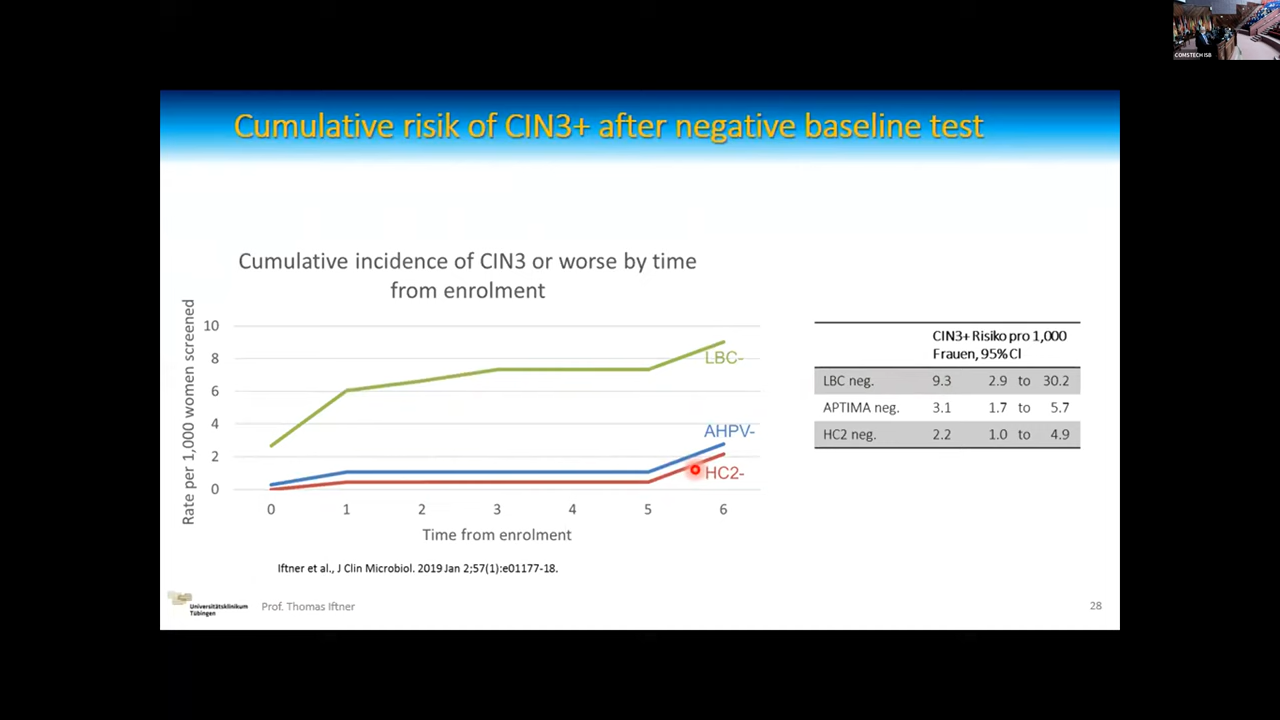 COMSTECH ISB
Cumulative risik of CIN3+ after negative baseline test
Cumulative incidence of CIN3 or worse by time
from enrolment
Rate per 1,000 women screened
10
8
6
4
2
0
LBC-
AHPV-
HC2-
0 1 2 3 4 5 6
Time from enrolment
CIN3+ Risiko pro 1,000
Frauen, 95% CI
LBC neg. 9.3 2.9 to 30.2
APTIMA neg. 3.1 1.7 to 5.7
HC2 neg. 2.2 1.0 to 4.9
Iftner et al., J Clin Microbiol. 2019 Jan 2;57(1):e01177-18.
Universitätsklinikum
Tübingen
Prof. Thomas Iftner
28